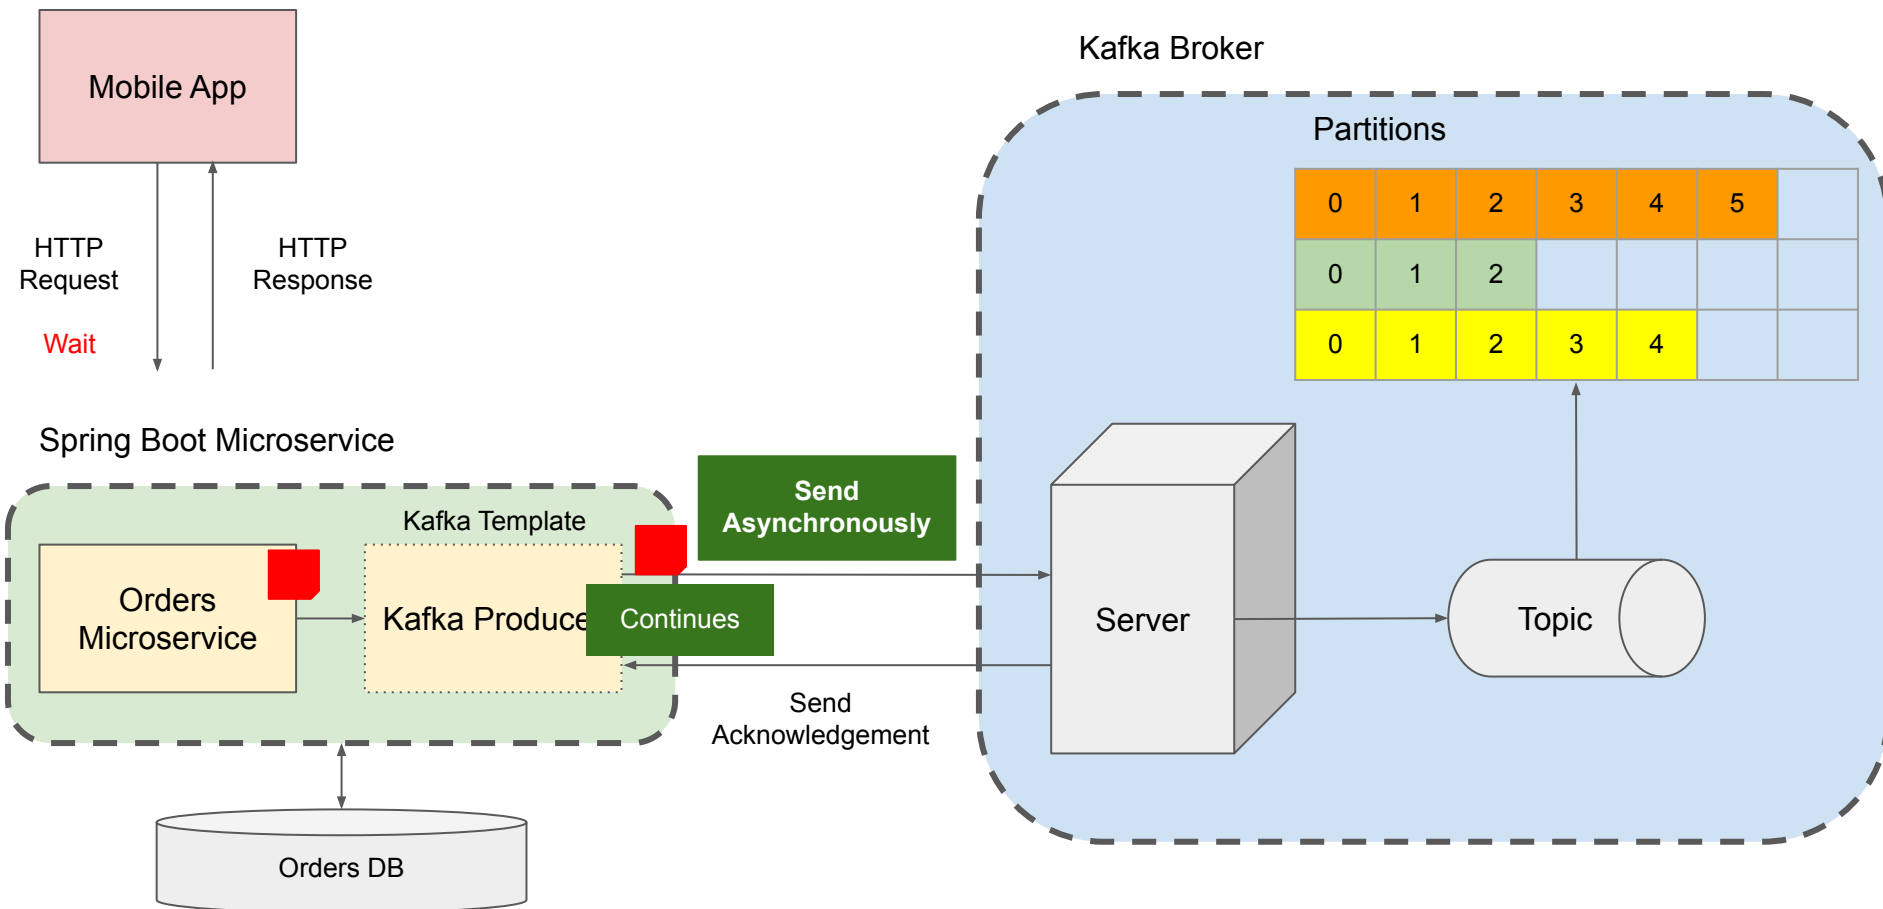 Mobile App
HTTP
Request
Wait
HTTP
Response
Spring Boot Microservice
Orders
Microservice
Kafka Template
Kafka Produce
Continues
Send
Asynchronously
Send
Acknowledgement
Orders DB
Kafka Broker
Partitions
0 1 2 3 4 5
0 1 2
0 1 2 3 4
Server
Topic